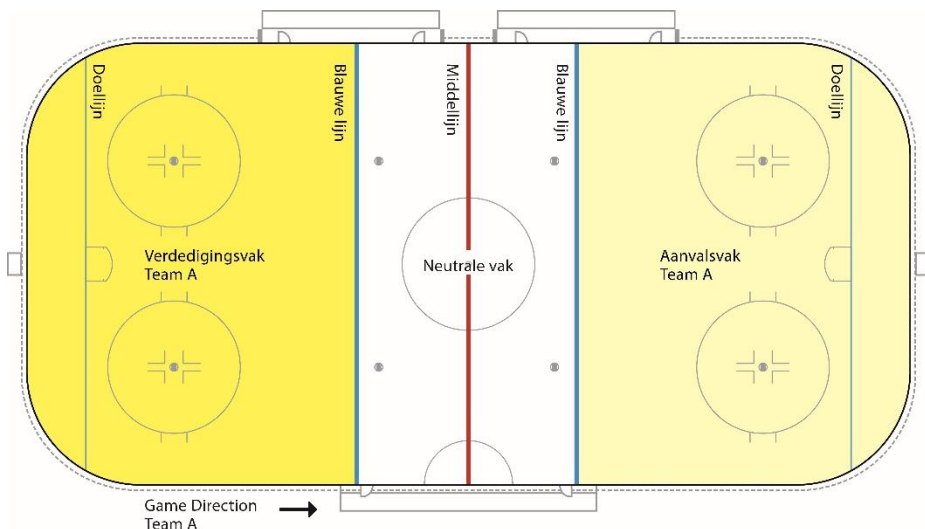 Doellijn
Blauwe lijn
Middellijn
Blauwe lijn
Doellijn
Verdedigingsvak
Team A
Neutrale vak
Aanvalsvak
Team A
Game Direction
Team A